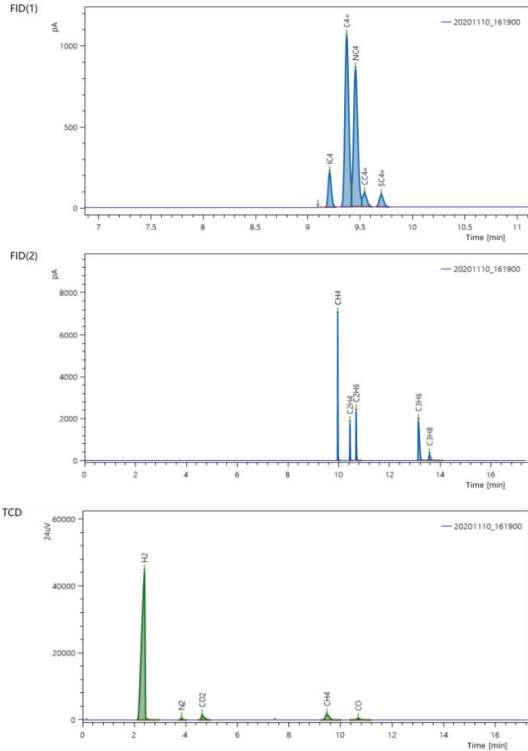 FID(1)
pA
1000
500
0
IC4
C4=
NC4
CC4=
SC4=
20201110_161900
7 7.5 8 8.5 9 9.5 10 10.5 11
Time [min]
FID(2)
pA
8000
6000
4000
2000
0
CH4
C2H4
C2H6
C3H6
C3H8
20201110_161900
0 2 4 6 8 10 12 14 16
Time [min]
TCD
24uV
60000
40000
20000
0
H2
N2
CO2
CH4
CO
20201110_161900
0 2 4 6 8 10 12 14 16
Time [min]